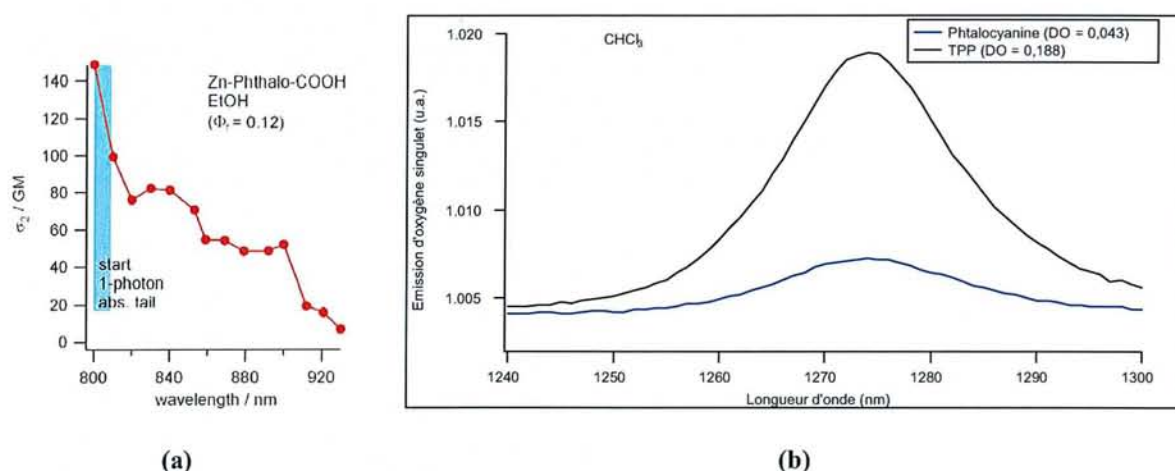 140
120
100
80
60
40
20
0
σ₂ / GM
Zn-Phthalo-COOH
EtOH
(Φf = 0.12)
start
1-photon
abs. tail
800
840
880
920
wavelength / nm
(a)
CHCl₃
Phtalocyanine (DO = 0,043)
TPP (DO = 0,188)
1.020
1.015
1.010
1.005
Emission d'oxygène singulet (u.a.)
1240
1250
1260
1270
1280
1290
1300
Longueur d'onde (nm)
(b)